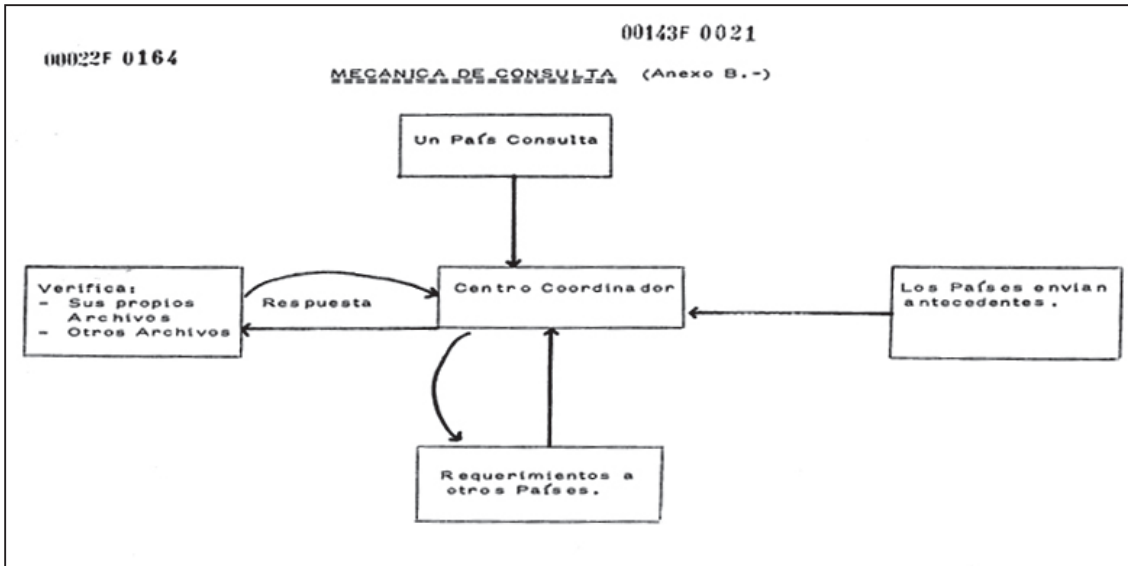 00143F 0021
00022F 0164
MECANICA DE CONSULTA (Anexo B.-)
Un País Consulta
Verifica:
- Sus propios
Archivos
- Otros Archivos
Respuesta
Centro Coordinador
Los Países envian
antecedentes.
Requerimientos a
otros Países.